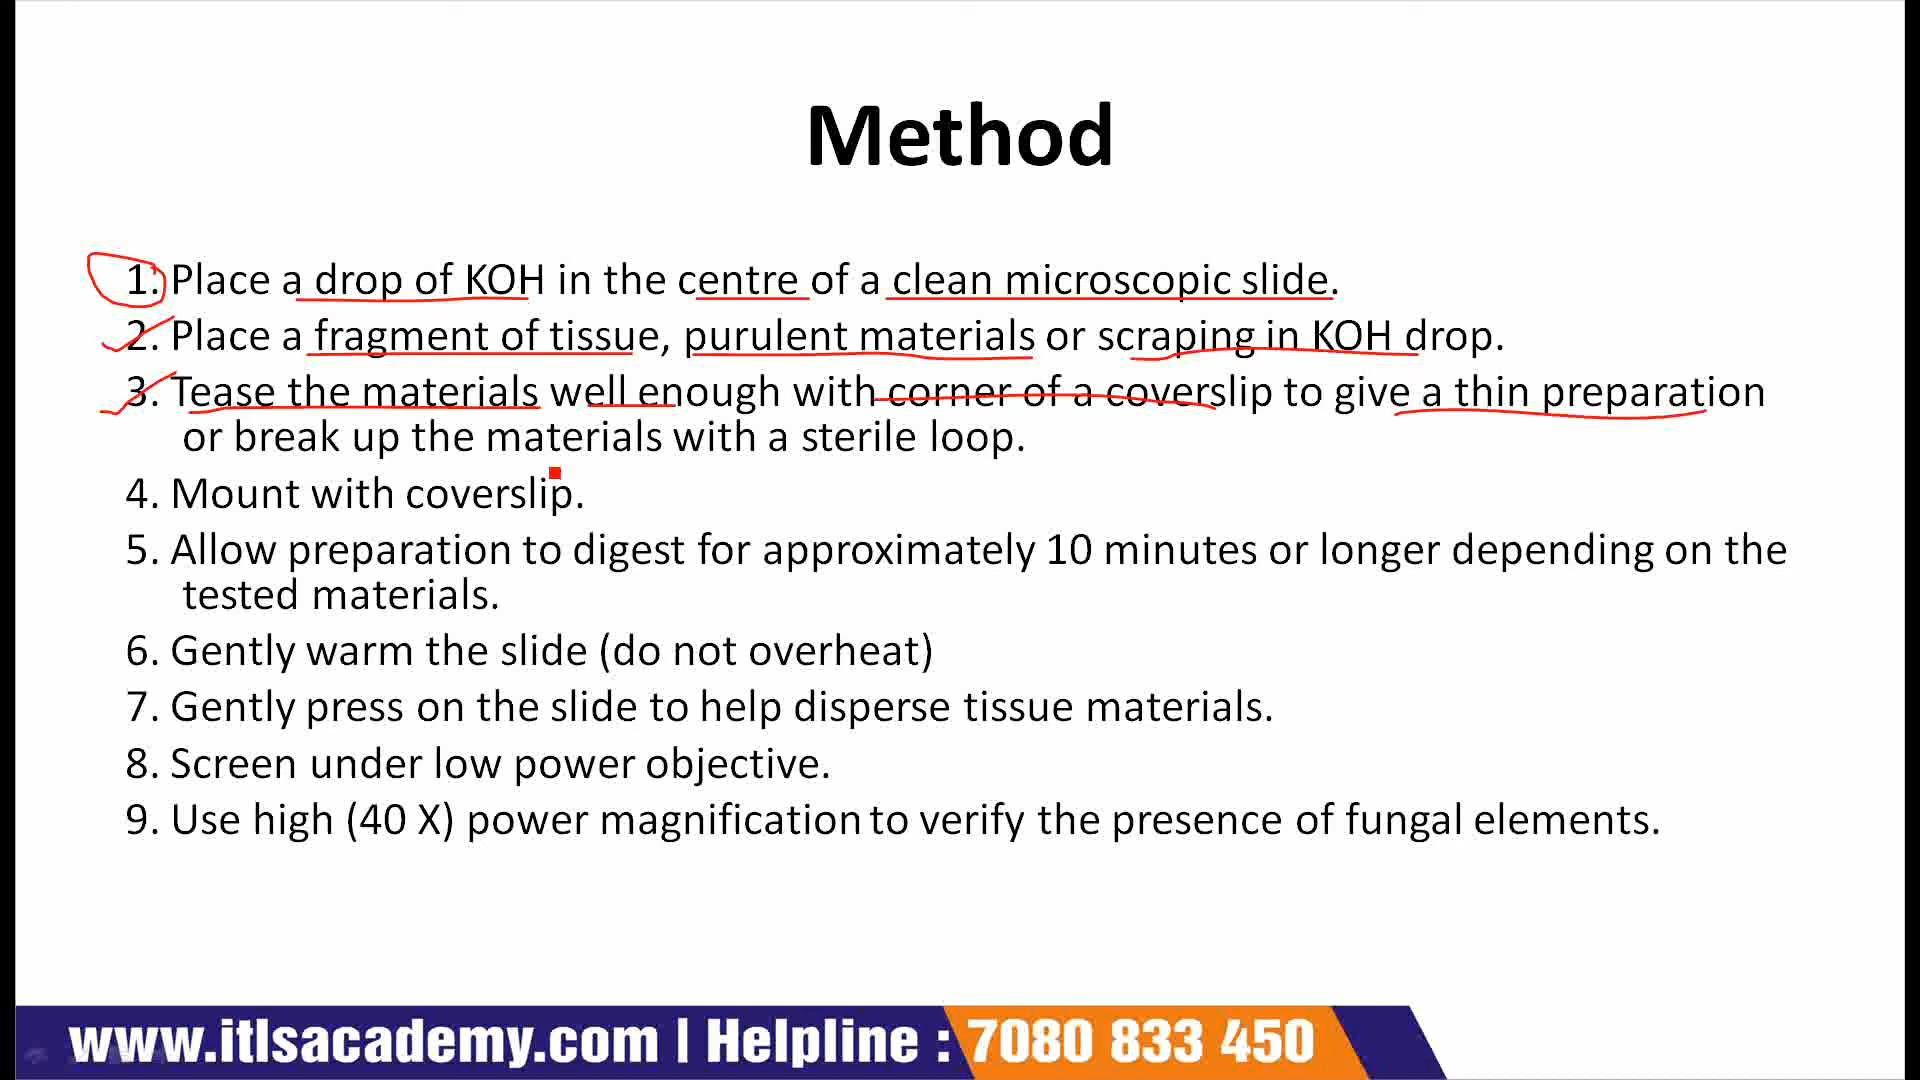 Method
1. Place a drop of KOH in the centre of a clean microscopic slide.
2. Place a fragment of tissue, purulent materials or scraping in KOH drop.
3. Tease the materials well enough with corner of a coverslip to give a thin preparation
or break up the materials with a sterile loop.
4. Mount with coverslip.
5. Allow preparation to digest for approximately 10 minutes or longer depending on the
tested materials.
6. Gently warm the slide (do not overheat)
7. Gently press on the slide to help disperse tissue materials.
8. Screen under low power objective.
9. Use high (40 X) power magnification to verify the presence of fungal elements.
www.itlsacademy.com | Helpline : 7080 833 450